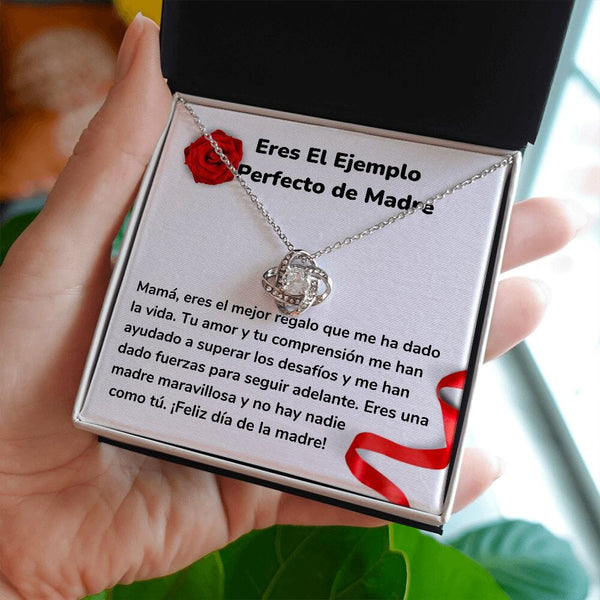 Eres El Ejemplo
Perfecto de Madre
Mamá, eres el mejor regalo que me ha dado
la vida. Tu amor y tu comprensión me han
ayudado a superar los desafíos y me han
dado fuerzas para seguir adelante. Eres una
madre maravillosa y no hay nadie
como tú. ¡Feliz día de la madre!